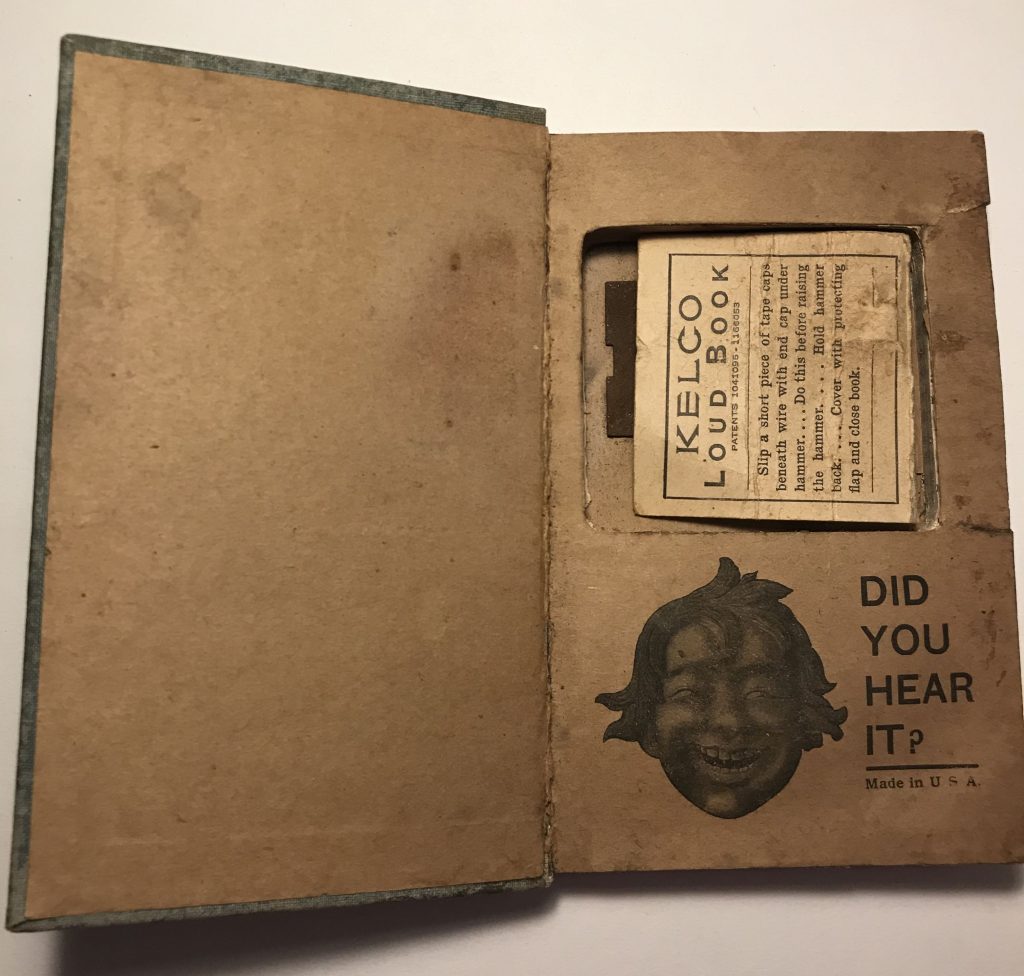 KELCO
LOUD BOOK
PATENTS 1041095-1166053
Slip a short piece of tape caps
beneath wire with end cap under
hammer....Do this before raising
the hammer. . . . Hold hammer
back. . . . Cover with protecting
flap and close book.
DID
YOU
HEAR
IT?
Made in U S A.